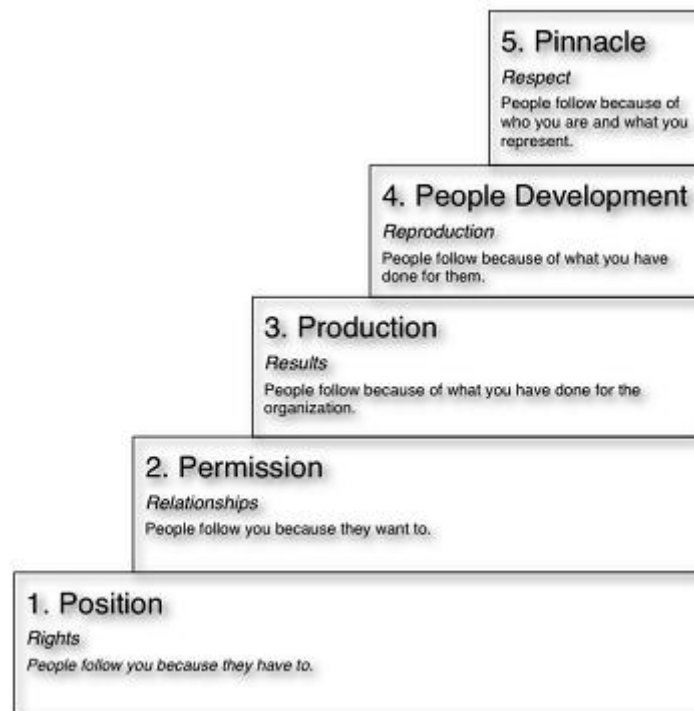 5. Pinnacle
Respect
People follow because of
who you are and what you
represent.
4. People Development
Reproduction
People follow because of what you have
done for them.
3. Production
Results
People follow because of what you have done for the
organization.
2. Permission
Relationships
People follow you because they want to.
1. Position
Rights
People follow you because they have to.